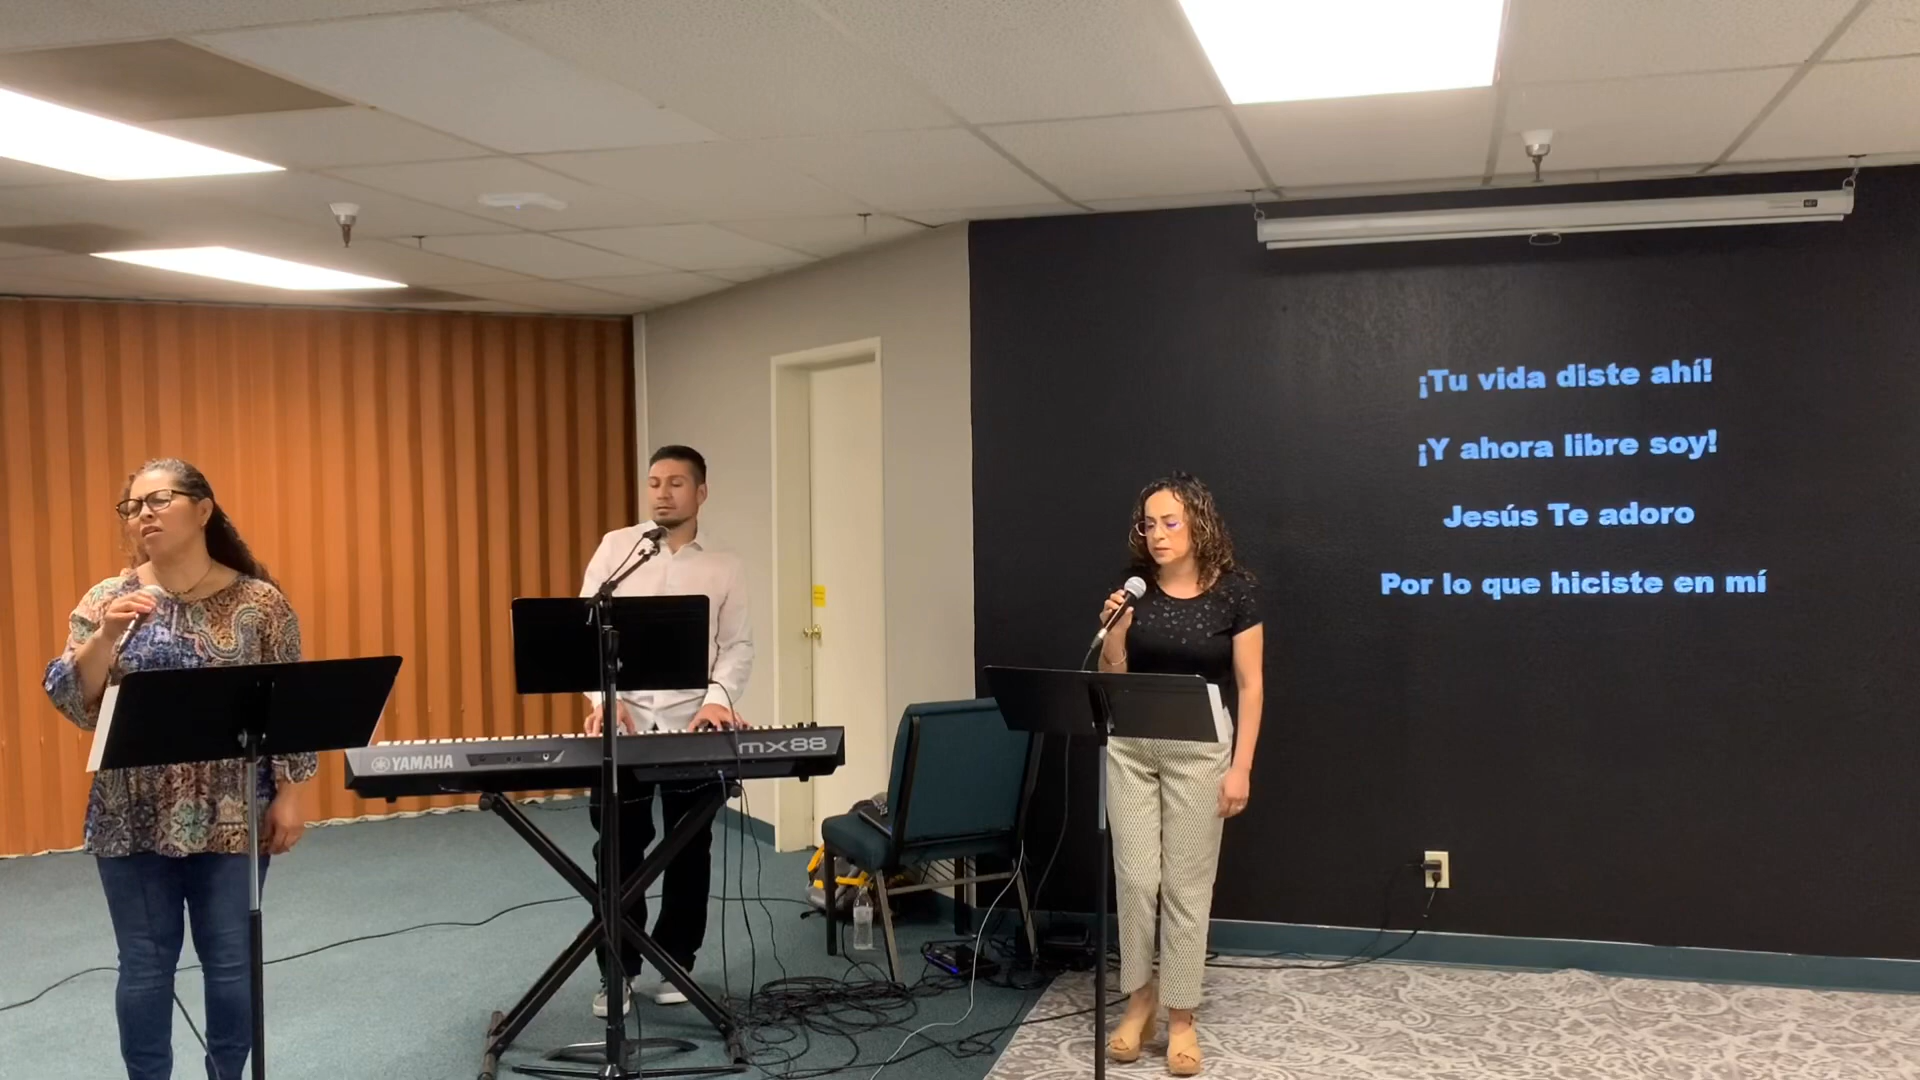 ¡Tu vida diste ahí!
¡Y ahora libre soy!
Jesús Te adoro
Por lo que hiciste en mí
YAMAHA
mx88